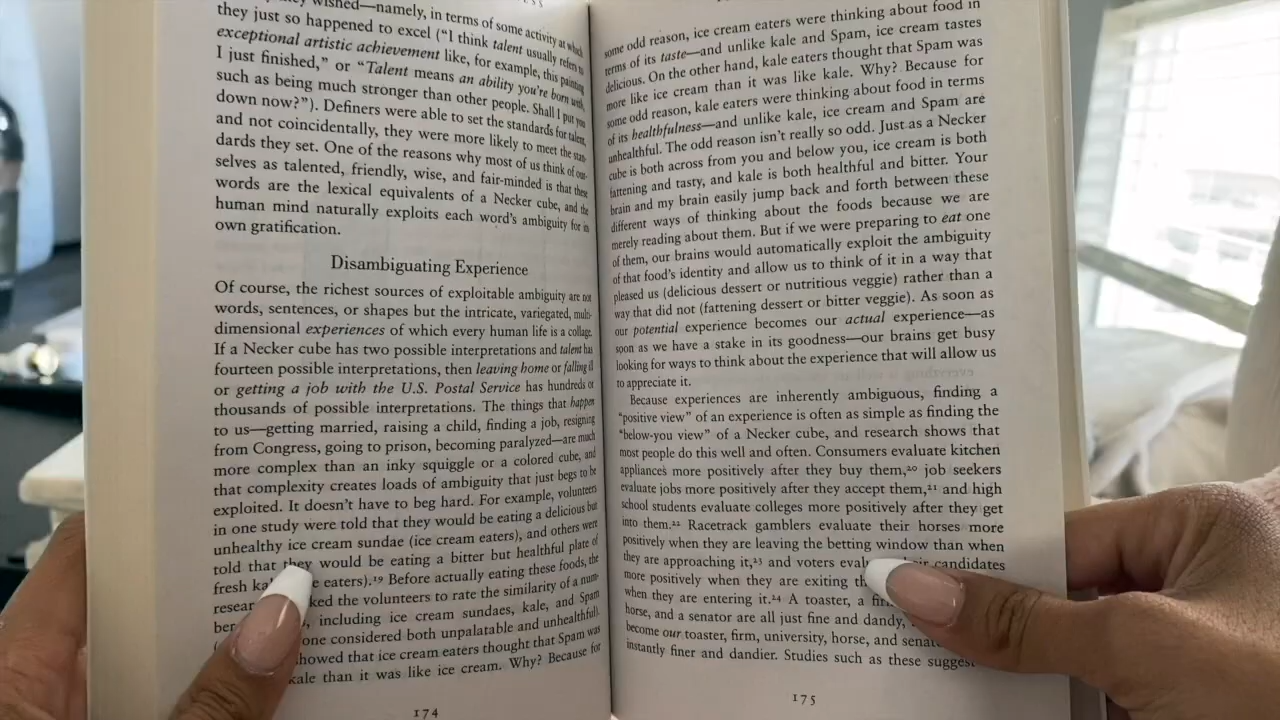 wished—namely, in terms of some activity at which
they just so happened to excel ("I think talent usually refers to
exceptional artistic achievement like, for example, this painting
I just finished," or "Talent means an ability you're born with,
such as being much stronger than other people. Shall I put you
down now?"). Definers were able to set the standards for talent,
and not coincidentally, they were more likely to meet the stan-
dards they set. One of the reasons why most of us think of our-
selves as talented, friendly, wise, and fair-minded is that these
words are the lexical equivalents of a Necker cube, and the
human mind naturally exploits each word's ambiguity for its
own gratification.
Disambiguating Experience
Of course, the richest sources of exploitable ambiguity are not
words, sentences, or shapes but the intricate, variegated, multi-
dimensional experiences of which every human life is a collage.
If a Necker cube has two possible interpretations and talent has
fourteen possible interpretations, then leaving home or falling ill
or getting a job with the U.S. Postal Service has hundreds or
thousands of possible interpretations. The things that happen
to us—getting married, raising a child, finding a job, resigning
from Congress, going to prison, becoming paralyzed—are much
more complex than an inky squiggle or a colored cube, and
that complexity creates loads of ambiguity that just begs to be
exploited. It doesn't have to beg hard. For example, volunteers
in one study were told that they would be eating a delicious but
unhealthy ice cream sundae (ice cream eaters), and others were
told that they would be eating a bitter but healthful plate of
fresh ka e eaters).19 Before actually eating these foods, the
resear ked the volunteers to rate the similarity of a num-
ber , including ice cream sundaes, kale, and Spam
one considered both unpalatable and unhealthful).
howed that ice cream eaters thought that Spam was
kale than it was like ice cream. Why? Because for
174
some odd reason, ice cream eaters were thinking about food in
terms of its taste—and unlike kale and Spam, ice cream tastes
delicious. On the other hand, kale eaters thought that Spam was
more like ice cream than it was like kale. Why? Because for
some odd reason, kale eaters were thinking about food in terms
of its healthfulness—and unlike kale, ice cream and Spam are
unhealthful. The odd reason isn't really so odd. Just as a Necker
cube is both across from you and below you, ice cream is both
fattening and tasty, and kale is both healthful and bitter. Your
brain and my brain easily jump back and forth between these
different ways of thinking about the foods because we are
merely reading about them. But if we were preparing to eat one
of them, our brains would automatically exploit the ambiguity
of that food's identity and allow us to think of it in a way that
pleased us (delicious dessert or nutritious veggie) rather than a
way that did not (fattening dessert or bitter veggie). As soon as
our potential experience becomes our actual experience—as
soon as we have a stake in its goodness—our brains get busy
looking for ways to think about the experience that will allow us
to appreciate it.
Because experiences are inherently ambiguous, finding a
"positive view" of an experience is often as simple as finding the
"below-you view" of a Necker cube, and research shows that
most people do this well and often. Consumers evaluate kitchen
appliances more positively after they buy them,20 job seekers
evaluate jobs more positively after they accept them,21 and high
school students evaluate colleges more positively after they get
into them.22 Racetrack gamblers evaluate their horses more
positively when they are leaving the betting window than when
they are approaching it,23 and voters eval candidates
more positively when they are exiting th
when they are entering it.24 A toaster, a fir
horse, and a senator are all just fine and dandy,
become our toaster, firm, university, horse, and sena
instantly finer and dandier. Studies such as these suggest
175